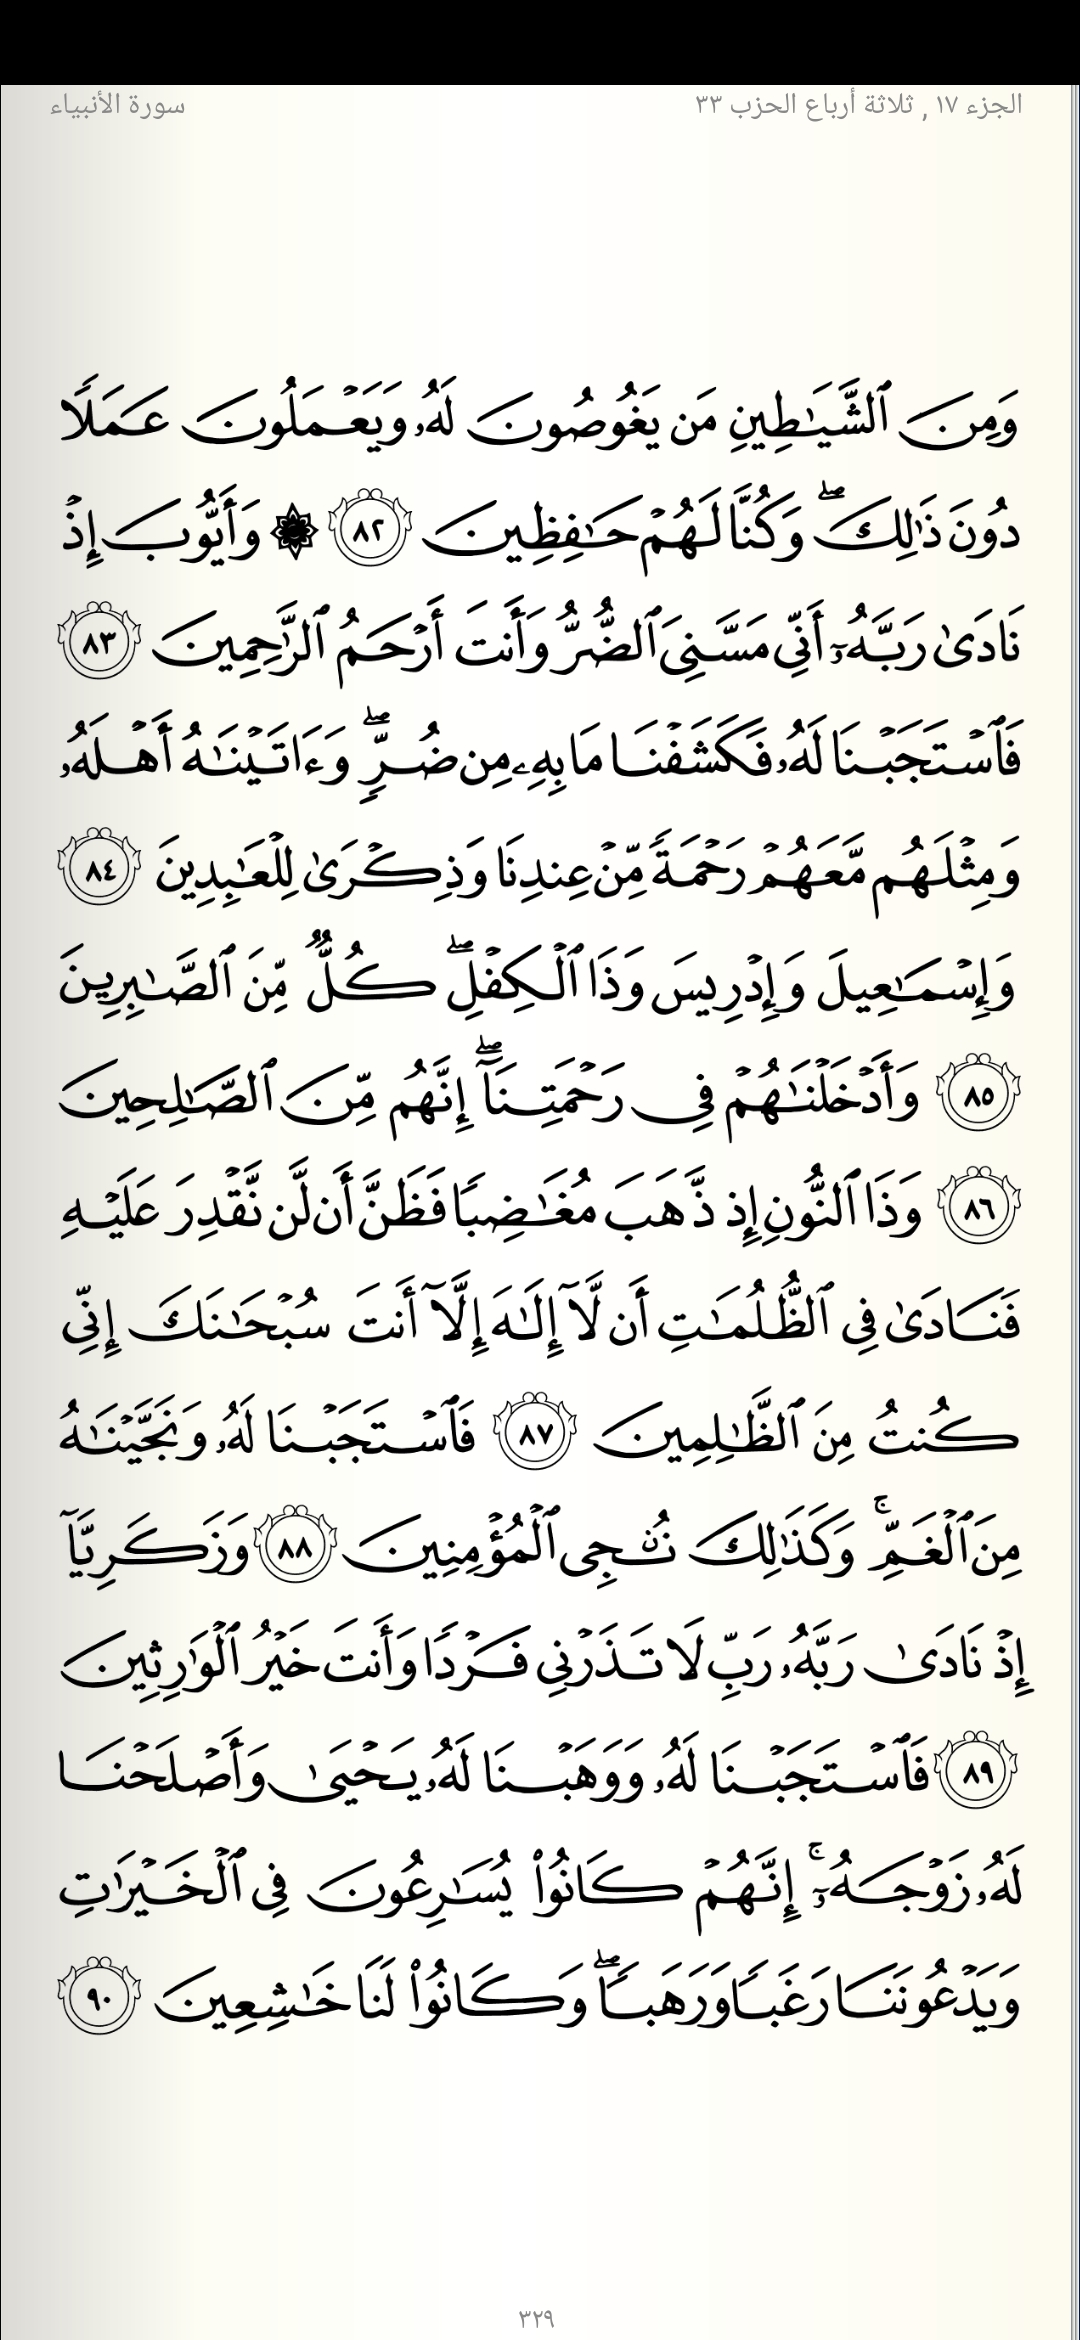 الجزء ١٧ , ثلاثة أرباع الحزب ٣٣
سورة الأنبياء
وَمِنَ ٱلشَّيَـٰطِينِ مَن يَغُوصُونَ لَهُۥ وَيَعْمَلُونَ عَمَلًا
دُونَ ذَٰلِكَ ۖ وَكُنَّا لَهُمْ حَـٰفِظِينَ ٨٢ ۞ وَأَيُّوبَ إِذْ
نَادَىٰ رَبَّهُۥٓ أَنِّى مَسَّنِىَ ٱلضُّرُّ وَأَنتَ أَرْحَمُ ٱلرَّٰحِمِينَ ٨٣
فَٱسْتَجَبْنَا لَهُۥ فَكَشَفْنَا مَا بِهِۦ مِن ضُرٍّ ۖ وَءَاتَيْنَـٰهُ أَهْلَهُۥ
وَمِثْلَهُم مَّعَهُمْ رَحْمَةً مِّنْ عِندِنَا وَذِكْرَىٰ لِلْعَـٰبِدِينَ ٨٤
وَإِسْمَـٰعِيلَ وَإِدْرِيسَ وَذَا ٱلْكِفْلِ ۖ كُلٌّ مِّنَ ٱلصَّـٰبِرِينَ
٨٥ وَأَدْخَلْنَـٰهُمْ فِى رَحْمَتِنَآ ۖ إِنَّهُم مِّنَ ٱلصَّـٰلِحِينَ
٨٦ وَذَا ٱلنُّونِ إِذ ذَّهَبَ مُغَـٰضِبًا فَظَنَّ أَن لَّن نَّقْدِرَ عَلَيْهِ
فَنَادَىٰ فِى ٱلظُّلُمَـٰتِ أَن لَّآ إِلَـٰهَ إِلَّآ أَنتَ سُبْحَـٰنَكَ إِنِّى
كُنتُ مِنَ ٱلظَّـٰلِمِينَ ٨٧ فَٱسْتَجَبْنَا لَهُۥ وَنَجَّيْنَـٰهُ
مِنَ ٱلْغَمِّ ۚ وَكَذَٰلِكَ نُـۨجِى ٱلْمُؤْمِنِينَ ٨٨ وَزَكَرِيَّآ
إِذْ نَادَىٰ رَبَّهُۥ رَبِّ لَا تَذَرْنِى فَرْدًا وَأَنتَ خَيْرُ ٱلْوَٰرِثِينَ
٨٩ فَٱسْتَجَبْنَا لَهُۥ وَوَهَبْنَا لَهُۥ يَحْيَىٰ وَأَصْلَحْنَا
لَهُۥ زَوْجَهُۥٓ ۚ إِنَّهُمْ كَانُوا۟ يُسَـٰرِعُونَ فِى ٱلْخَيْرَٰتِ
وَيَدْعُونَنَا رَغَبًا وَرَهَبًا ۖ وَكَانُوا۟ لَنَا خَـٰشِعِينَ ٩٠
٣٢٩